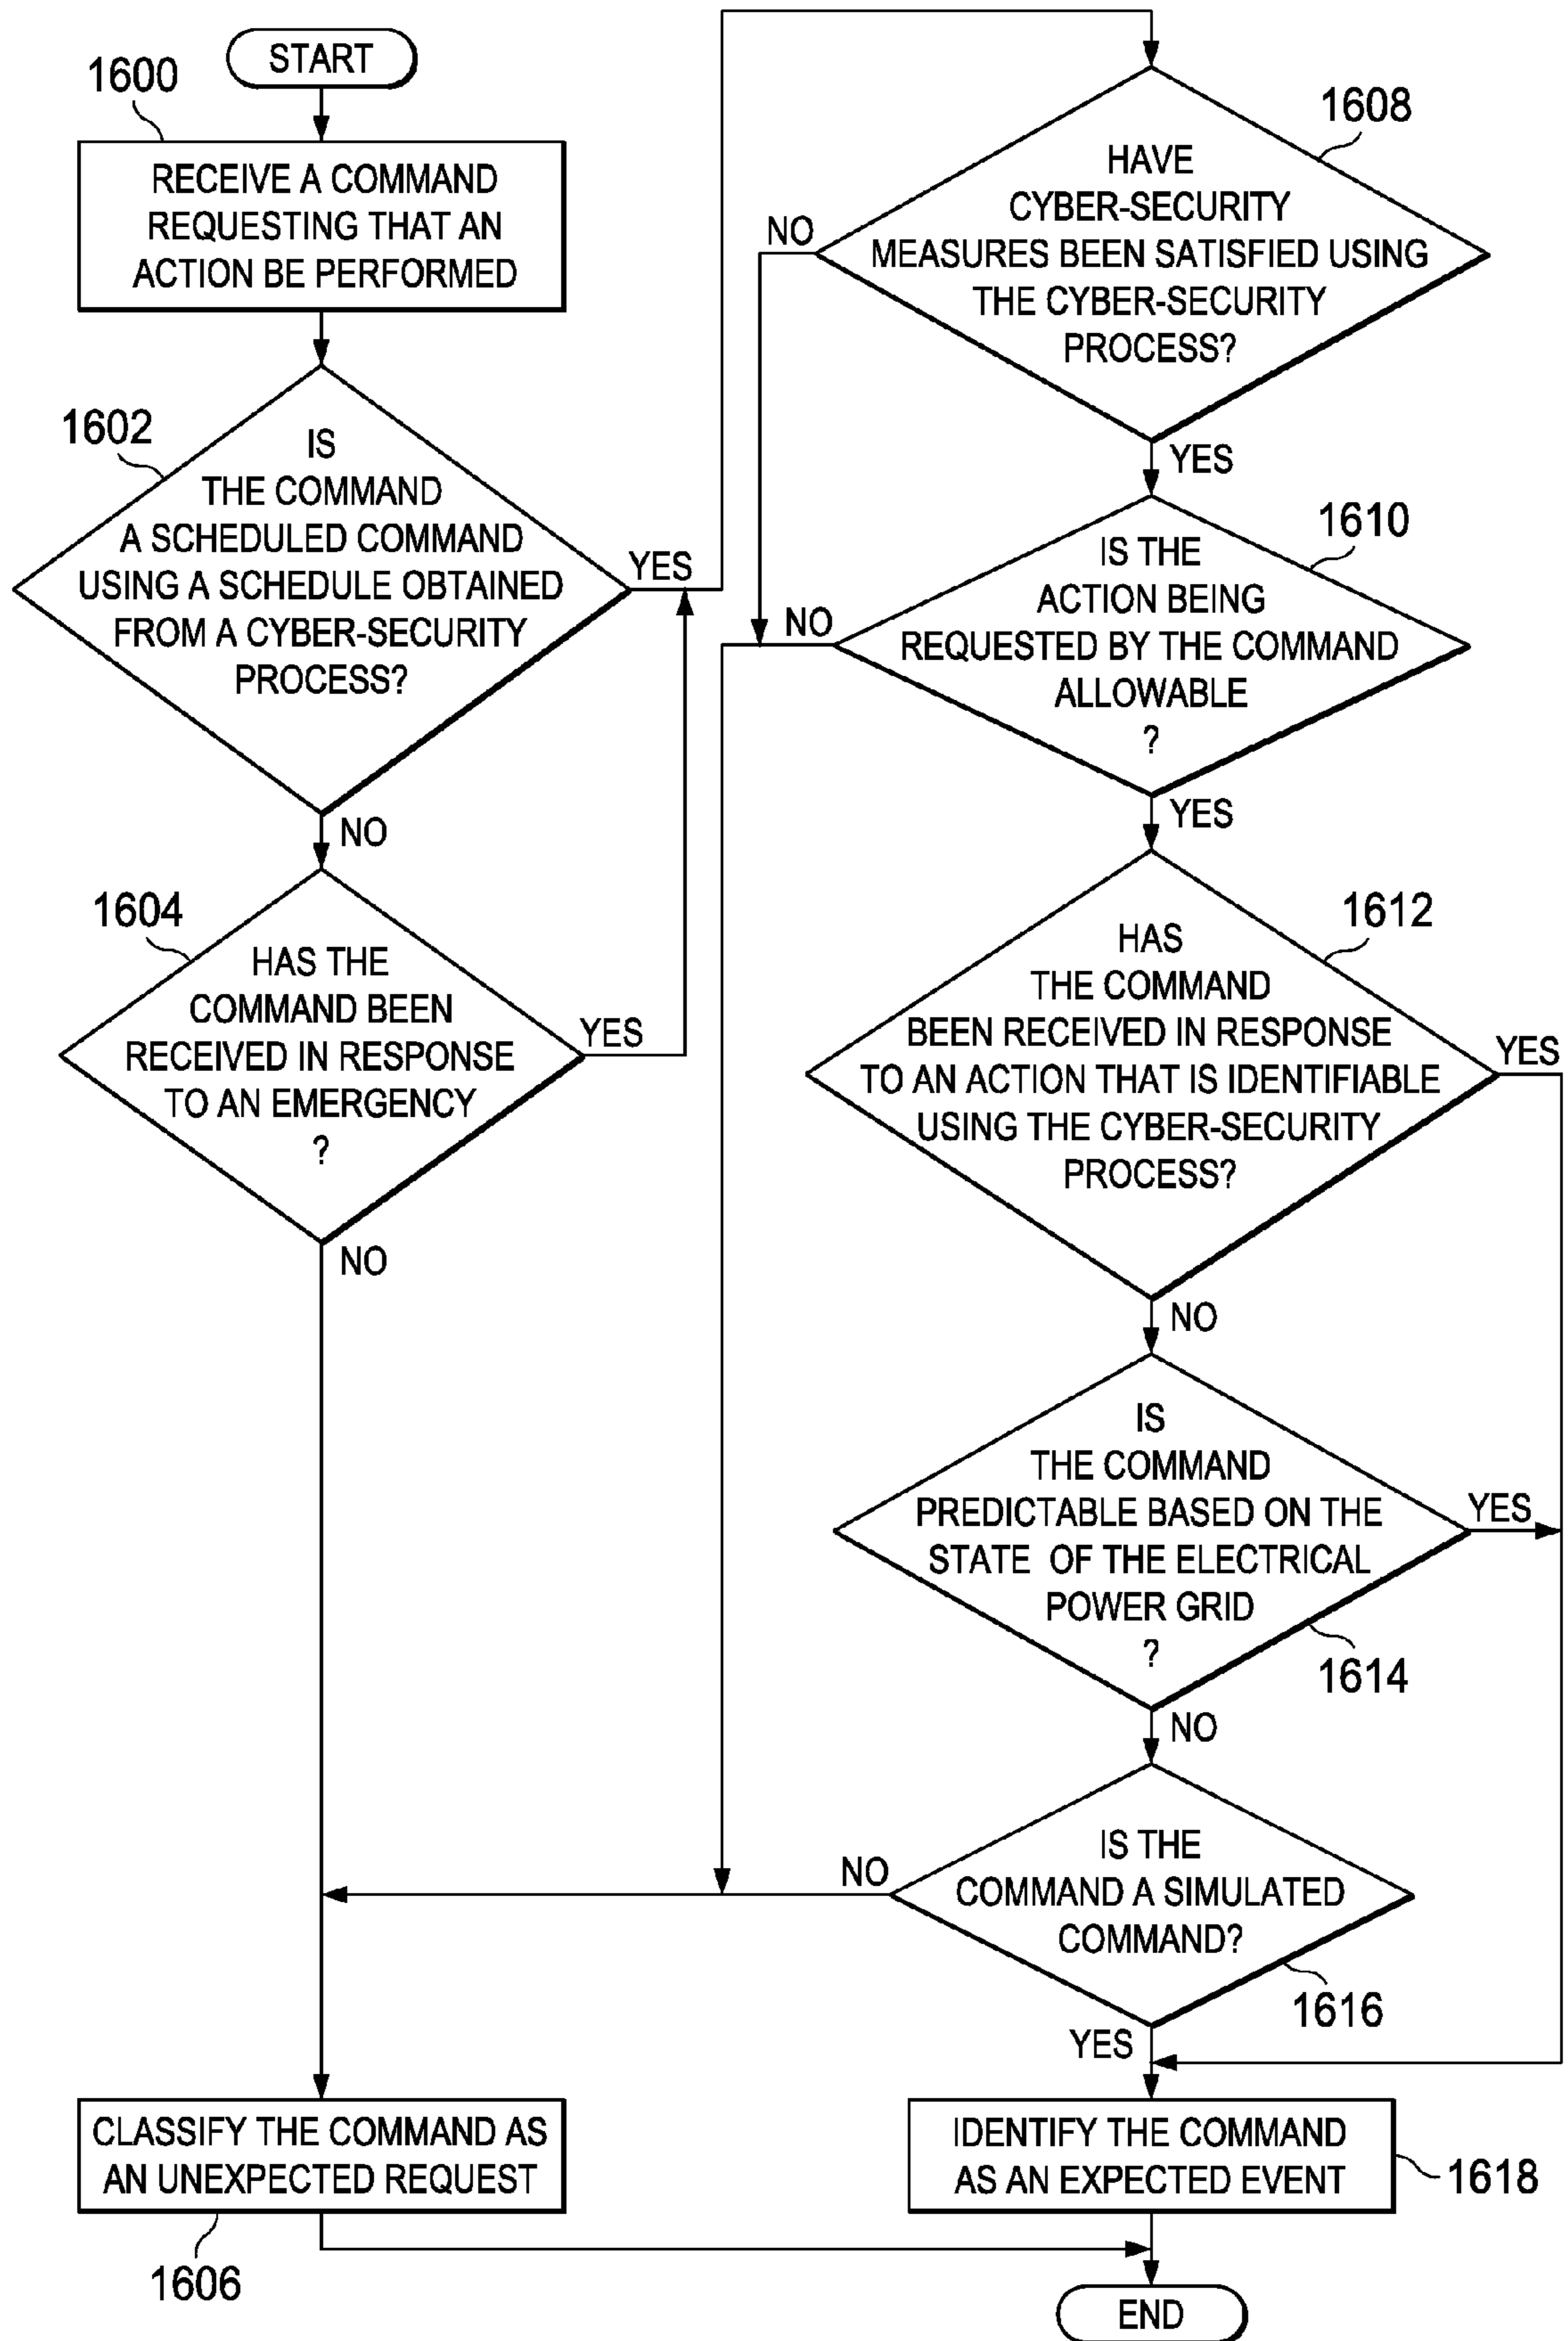 START
1600
RECEIVE A COMMAND
REQUESTING THAT AN
ACTION BE PERFORMED
1602
IS
THE COMMAND
A SCHEDULED COMMAND
USING A SCHEDULE OBTAINED
FROM A CYBER-SECURITY
PROCESS?
YES
NO
1604
HAS THE
COMMAND BEEN
RECEIVED IN RESPONSE
TO AN EMERGENCY
?
YES
NO
1608
HAVE
CYBER-SECURITY
MEASURES BEEN SATISFIED USING
THE CYBER-SECURITY
PROCESS?
NO
YES
1610
IS THE
ACTION BEING
REQUESTED BY THE COMMAND
ALLOWABLE
?
NO
YES
1612
HAS
THE COMMAND
BEEN RECEIVED IN RESPONSE
TO AN ACTION THAT IS IDENTIFIABLE
USING THE CYBER-SECURITY
PROCESS?
YES
NO
IS
THE COMMAND
PREDICTABLE BASED ON THE
STATE OF THE ELECTRICAL
POWER GRID
?
YES
1614
NO
IS THE
COMMAND A SIMULATED
COMMAND?
NO
1616
YES
CLASSIFY THE COMMAND AS
AN UNEXPECTED REQUEST
1606
IDENTIFY THE COMMAND
AS AN EXPECTED EVENT
1618
END